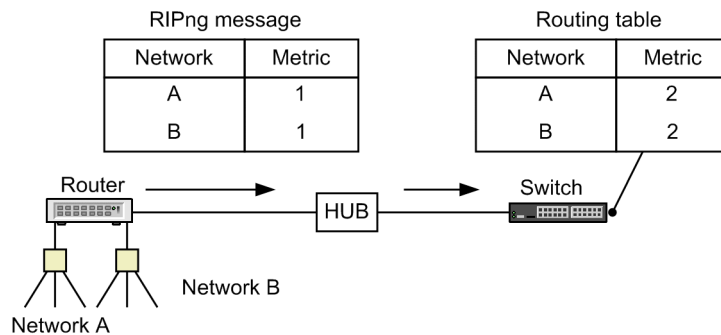 RIPng message
Network Metric
A 1
B 1
Routing table
Network Metric
A 2
B 2
Router
HUB
Switch
Network B
Network A